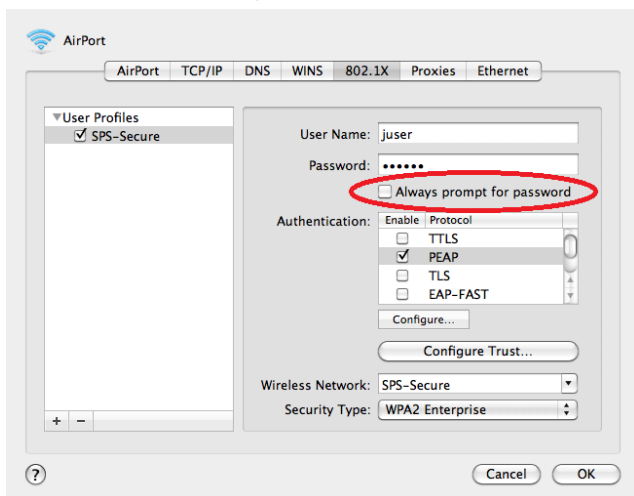 AirPort
AirPort TCP/IP DNS WINS 802.1X Proxies Ethernet
User Profiles
SPS-Secure
User Name: juser
Password: ••••••
Always prompt for password
Authentication: Enable Protocol
TTLS
PEAP
TLS
EAP-FAST
Configure...
Configure Trust...
Wireless Network: SPS-Secure
Security Type: WPA2 Enterprise
+ −
? Cancel OK